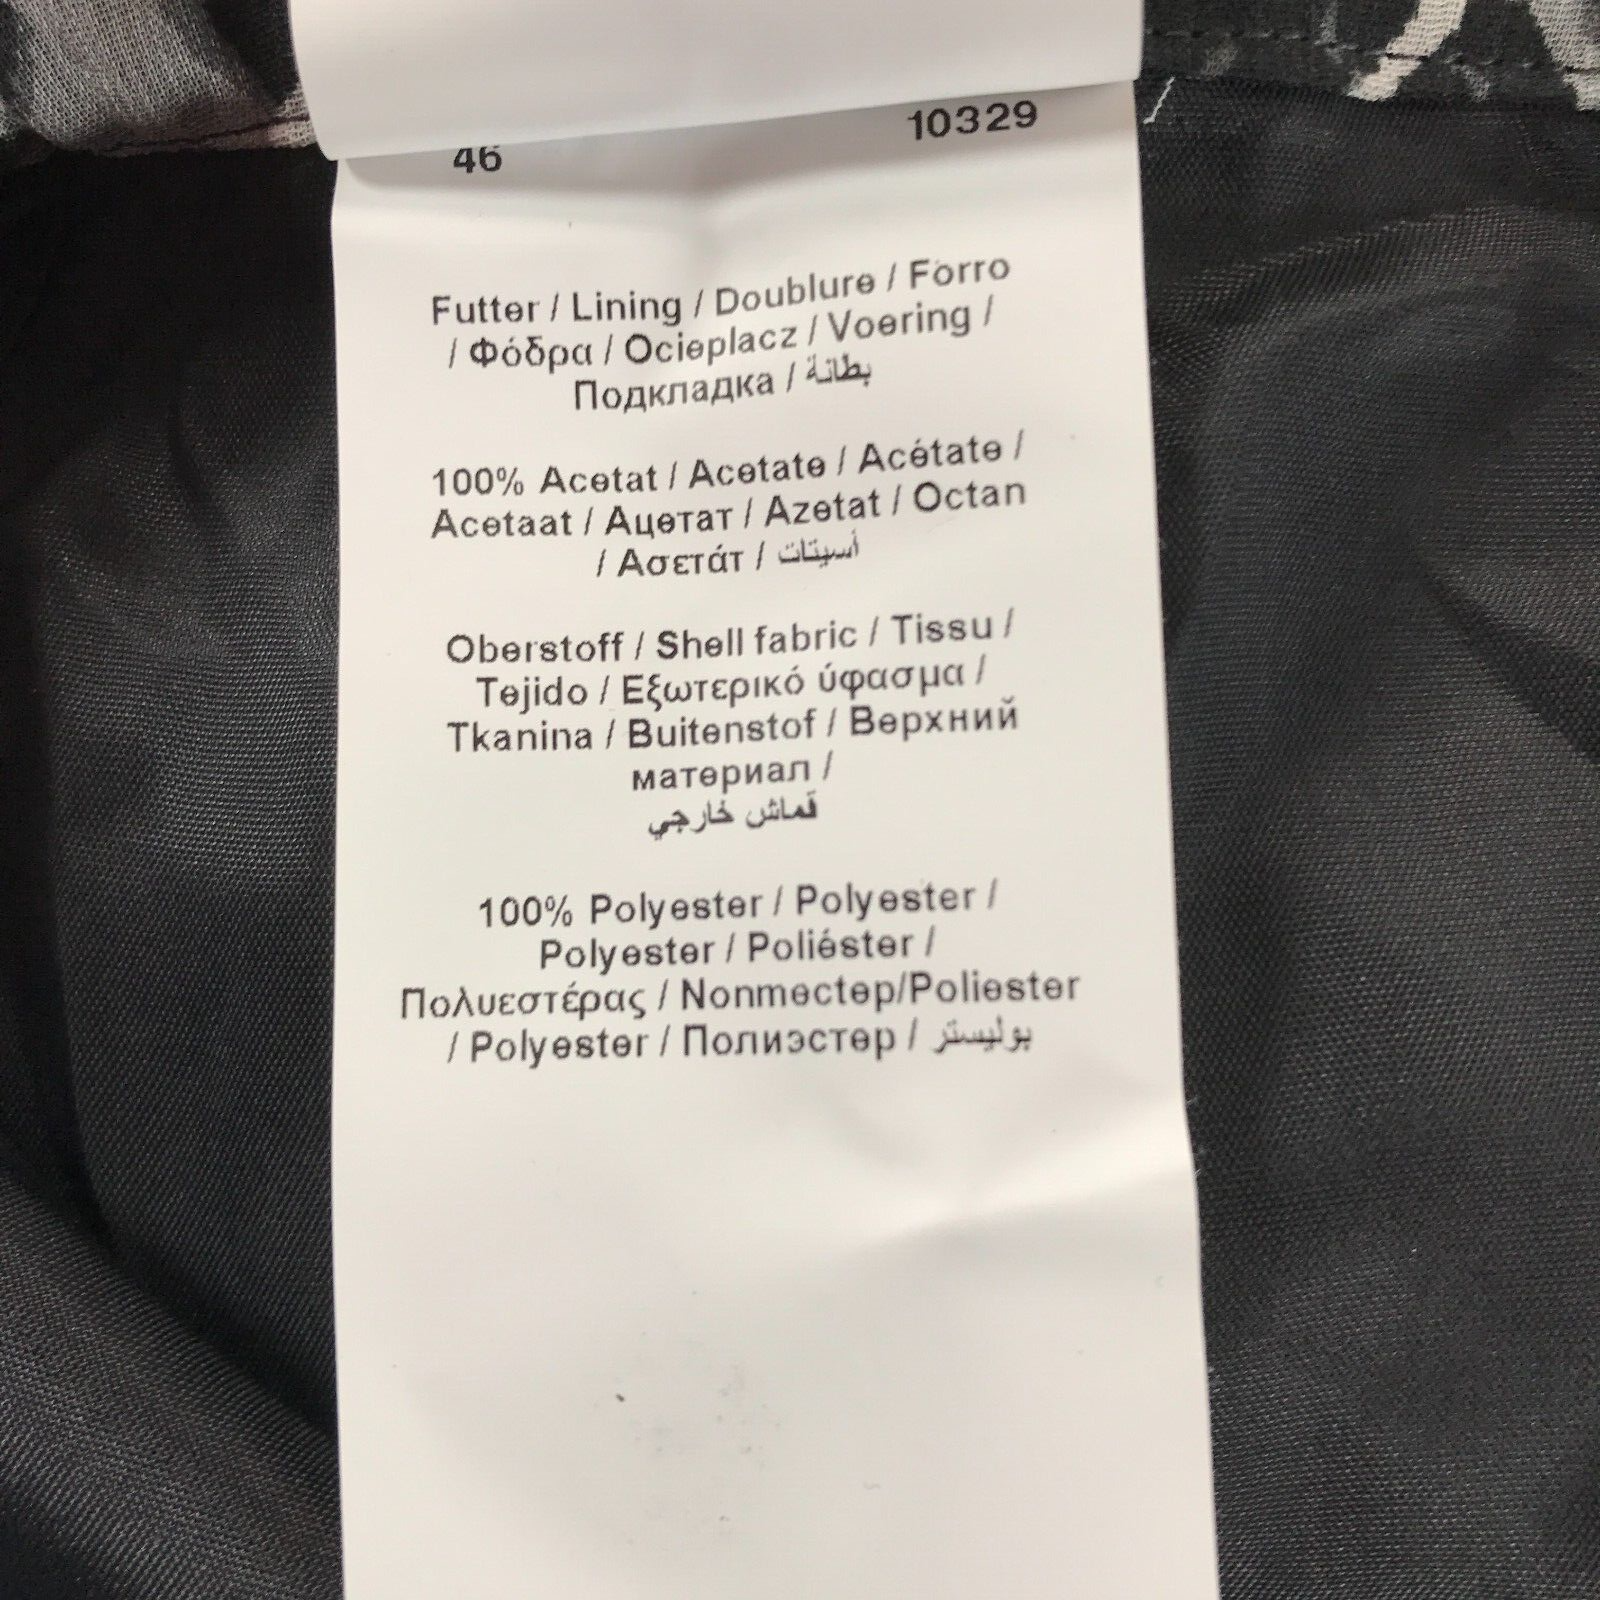 46 10329
Futter / Lining / Doublure / Forro
/ Φόδρα / Ocieplacz / Voering /
Подкладка / بطانة
100% Acetat / Acetate / Acétate /
Acetaat / Ацетат / Azetat / Octan
/ Ασετάτ / أسيتات
Oberstoff / Shell fabric / Tissu /
Tejido / Εξωτερικό ύφασμα /
Tkanina / Buitenstof / Верхний
материал /
قماش خارجي
100% Polyester / Polyester /
Polyester / Poliéster /
Πολυεστέρας / Nonmectep/Poliester
/ Polyester / Полиэстер / بوليستر